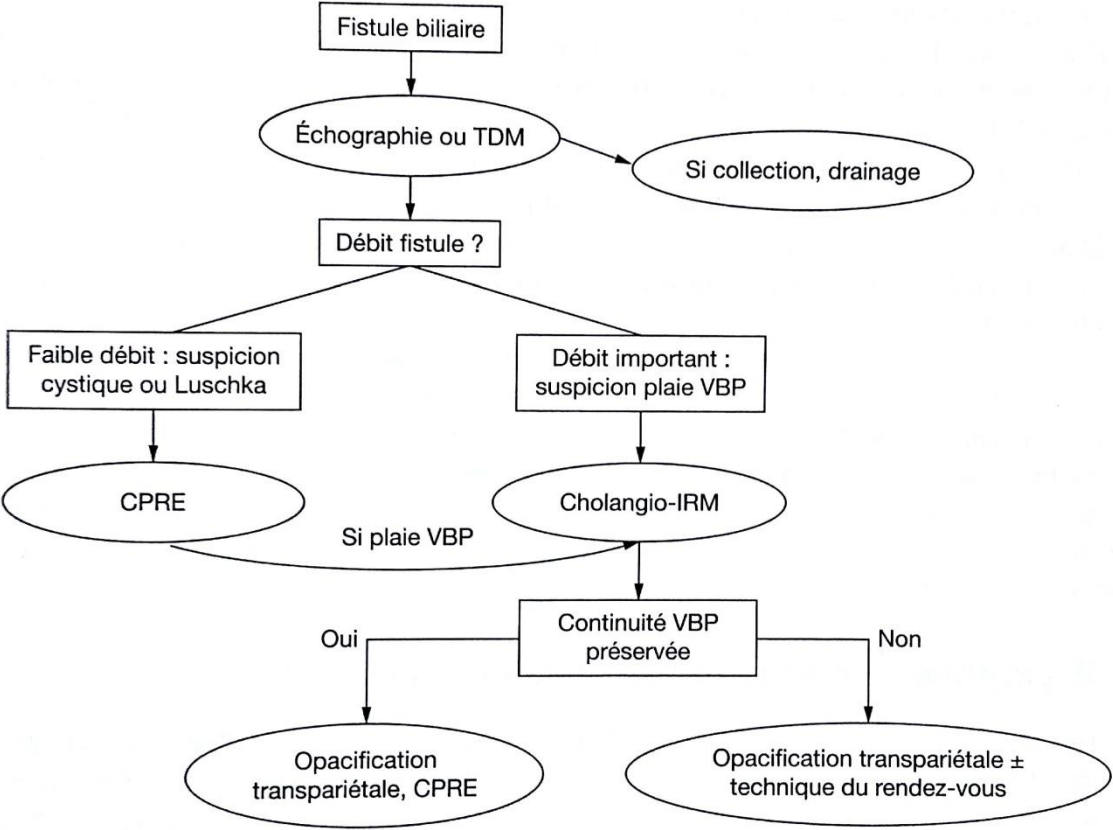 Fistule biliaire
Échographie ou TDM
Si collection, drainage
Débit fistule ?
Faible débit : suspicion
cystique ou Luschka
Débit important :
suspicion plaie VBP
CPRE
Cholangio-IRM
Si plaie VBP
Continuité VBP
préservée
Oui
Non
Opacification
transpariétale, CPRE
Opacification transpariétale ±
technique du rendez-vous